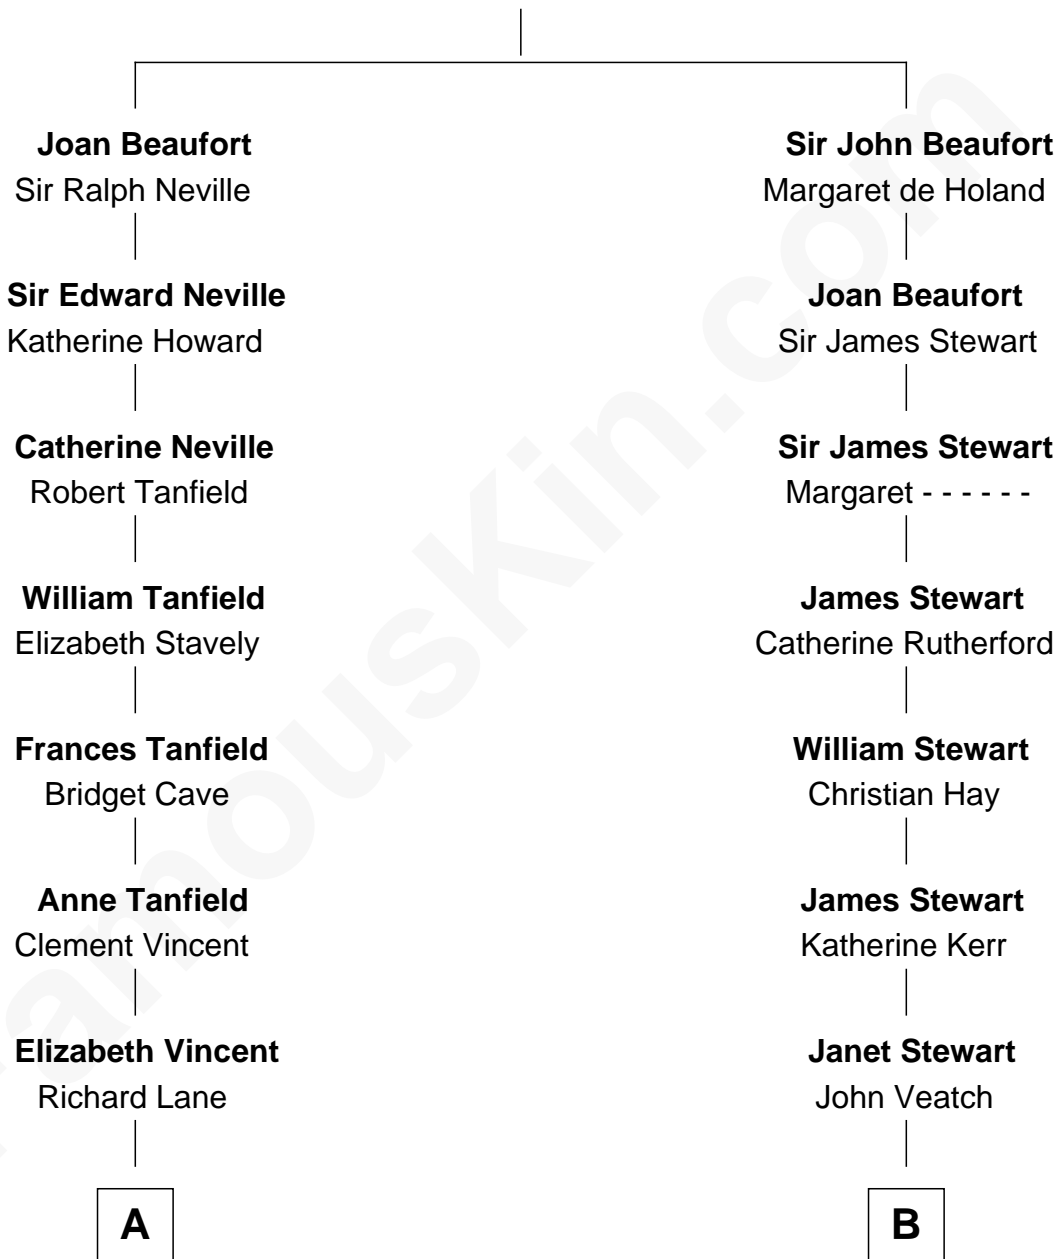 Joan Beaufort
Sir Ralph Neville
Sir Edward Neville
Katherine Howard
Catherine Neville
Robert Tanfield
William Tanfield
Elizabeth Stavely
Frances Tanfield
Bridget Cave
Anne Tanfield
Clement Vincent
Elizabeth Vincent
Richard Lane
A
Sir John Beaufort
Margaret de Holand
Joan Beaufort
Sir James Stewart
Sir James Stewart
Margaret - - - - - -
James Stewart
Catherine Rutherford
William Stewart
Christian Hay
James Stewart
Katherine Kerr
Janet Stewart
John Veatch
B
FamousKin.com